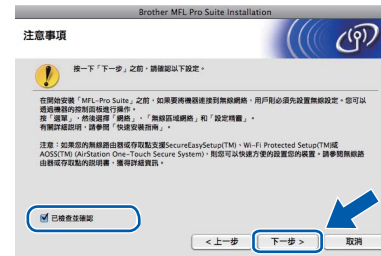 Brother MFL Pro Suite Installation
注意事項
按一下「下一步」之前，請確認以下設定。
在開始安裝「MFL-Pro Suite」之前，如果要將機器連接到無線網絡，用戶則必須先設置無線設定。您可以
透過機器的控制面板進行操作。
按「選單」，然後選擇「網絡」、「無線區域網絡」和「設定精靈」。
有關詳細說明，請參閱「快速安裝指南」。
注意：如果您的無線路由器或存取點支援SecureEasySetup(TM)、Wi-Fi Protected Setup(TM)或
AOSS(TM) (AirStation One-Touch Secure System)，則您可以快速方便的設置您的裝置。請參閱無線路
由器或存取點的說明書，獲得詳細資訊。
已檢查並確認
<上一步
下一步 >
取消